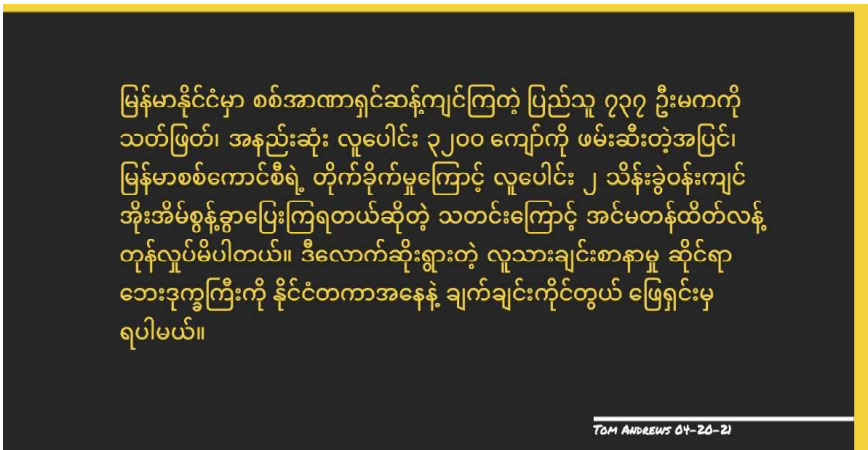 မြန်မာနိုင်ငံမှာ စစ်အာဏာရှင်ဆန့်ကျင်ကြတဲ့ ပြည်သူ ၇၃၇ ဦးမကကို
သတ်ဖြတ်၊ အနည်းဆုံး လူပေါင်း ၃၂၀၀ ကျော်ကို ဖမ်းဆီးတဲ့အပြင်၊
မြန်မာစစ်ကောင်စီရဲ့ တိုက်ခိုက်မှုကြောင့် လူပေါင်း ၂ သိန်းခွဲဝန်းကျင်
အိုးအိမ်စွန့်ခွာပြေးကြရတယ်ဆိုတဲ့ သတင်းကြောင့် အင်မတန်ထိတ်လန့်
တုန်လှုပ်မိပါတယ်။ ဒီလောက်ဆိုးရွားတဲ့ လူသားချင်းစာနာမှု ဆိုင်ရာ
ဘေးဒုက္ခကြီးကို နိုင်ငံတကာအနေနဲ့ ချက်ချင်းကိုင်တွယ် ဖြေရှင်းမှ
ရပါမယ်။
TOM ANDREWS 04-20-21